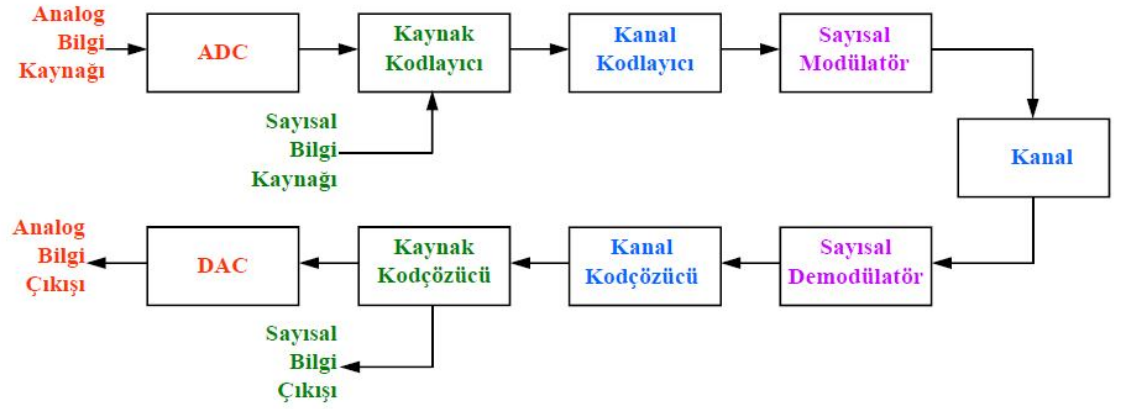 Analog
Bilgi
Kaynağı
ADC
Kaynak
Kodlayıcı
Kanal
Kodlayıcı
Sayısal
Modülatör
Sayısal
Bilgi
Kaynağı
Kanal
Analog
Bilgi
Çıkışı
DAC
Kaynak
Kodçözücü
Kanal
Kodçözücü
Sayısal
Demodülatör
Sayısal
Bilgi
Çıkışı